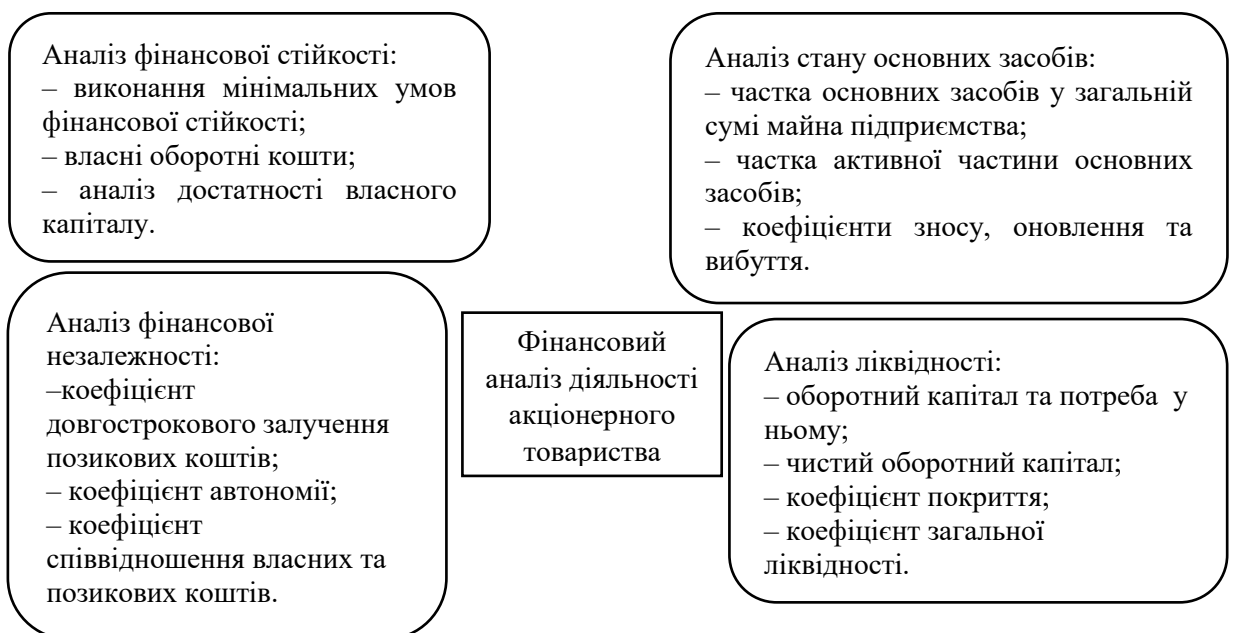 Аналіз фінансової стійкості:
– виконання мінімальних умов
фінансової стійкості;
– власні оборотні кошти;
– аналіз достатності власного
капіталу.
Аналіз стану основних засобів:
– частка основних засобів у загальній
сумі майна підприємства;
– частка активної частини основних
засобів;
– коефіцієнти зносу, оновлення та
вибуття.
Аналіз фінансової
незалежності:
–коефіцієнт
довгострокового залучення
позикових коштів;
– коефіцієнт автономії;
– коефіцієнт
співвідношення власних та
позикових коштів.
Фінансовий
аналіз діяльності
акціонерного
товариства
Аналіз ліквідності:
– оборотний капітал та потреба у
ньому;
– чистий оборотний капітал;
– коефіцієнт покриття;
– коефіцієнт загальної
ліквідності.